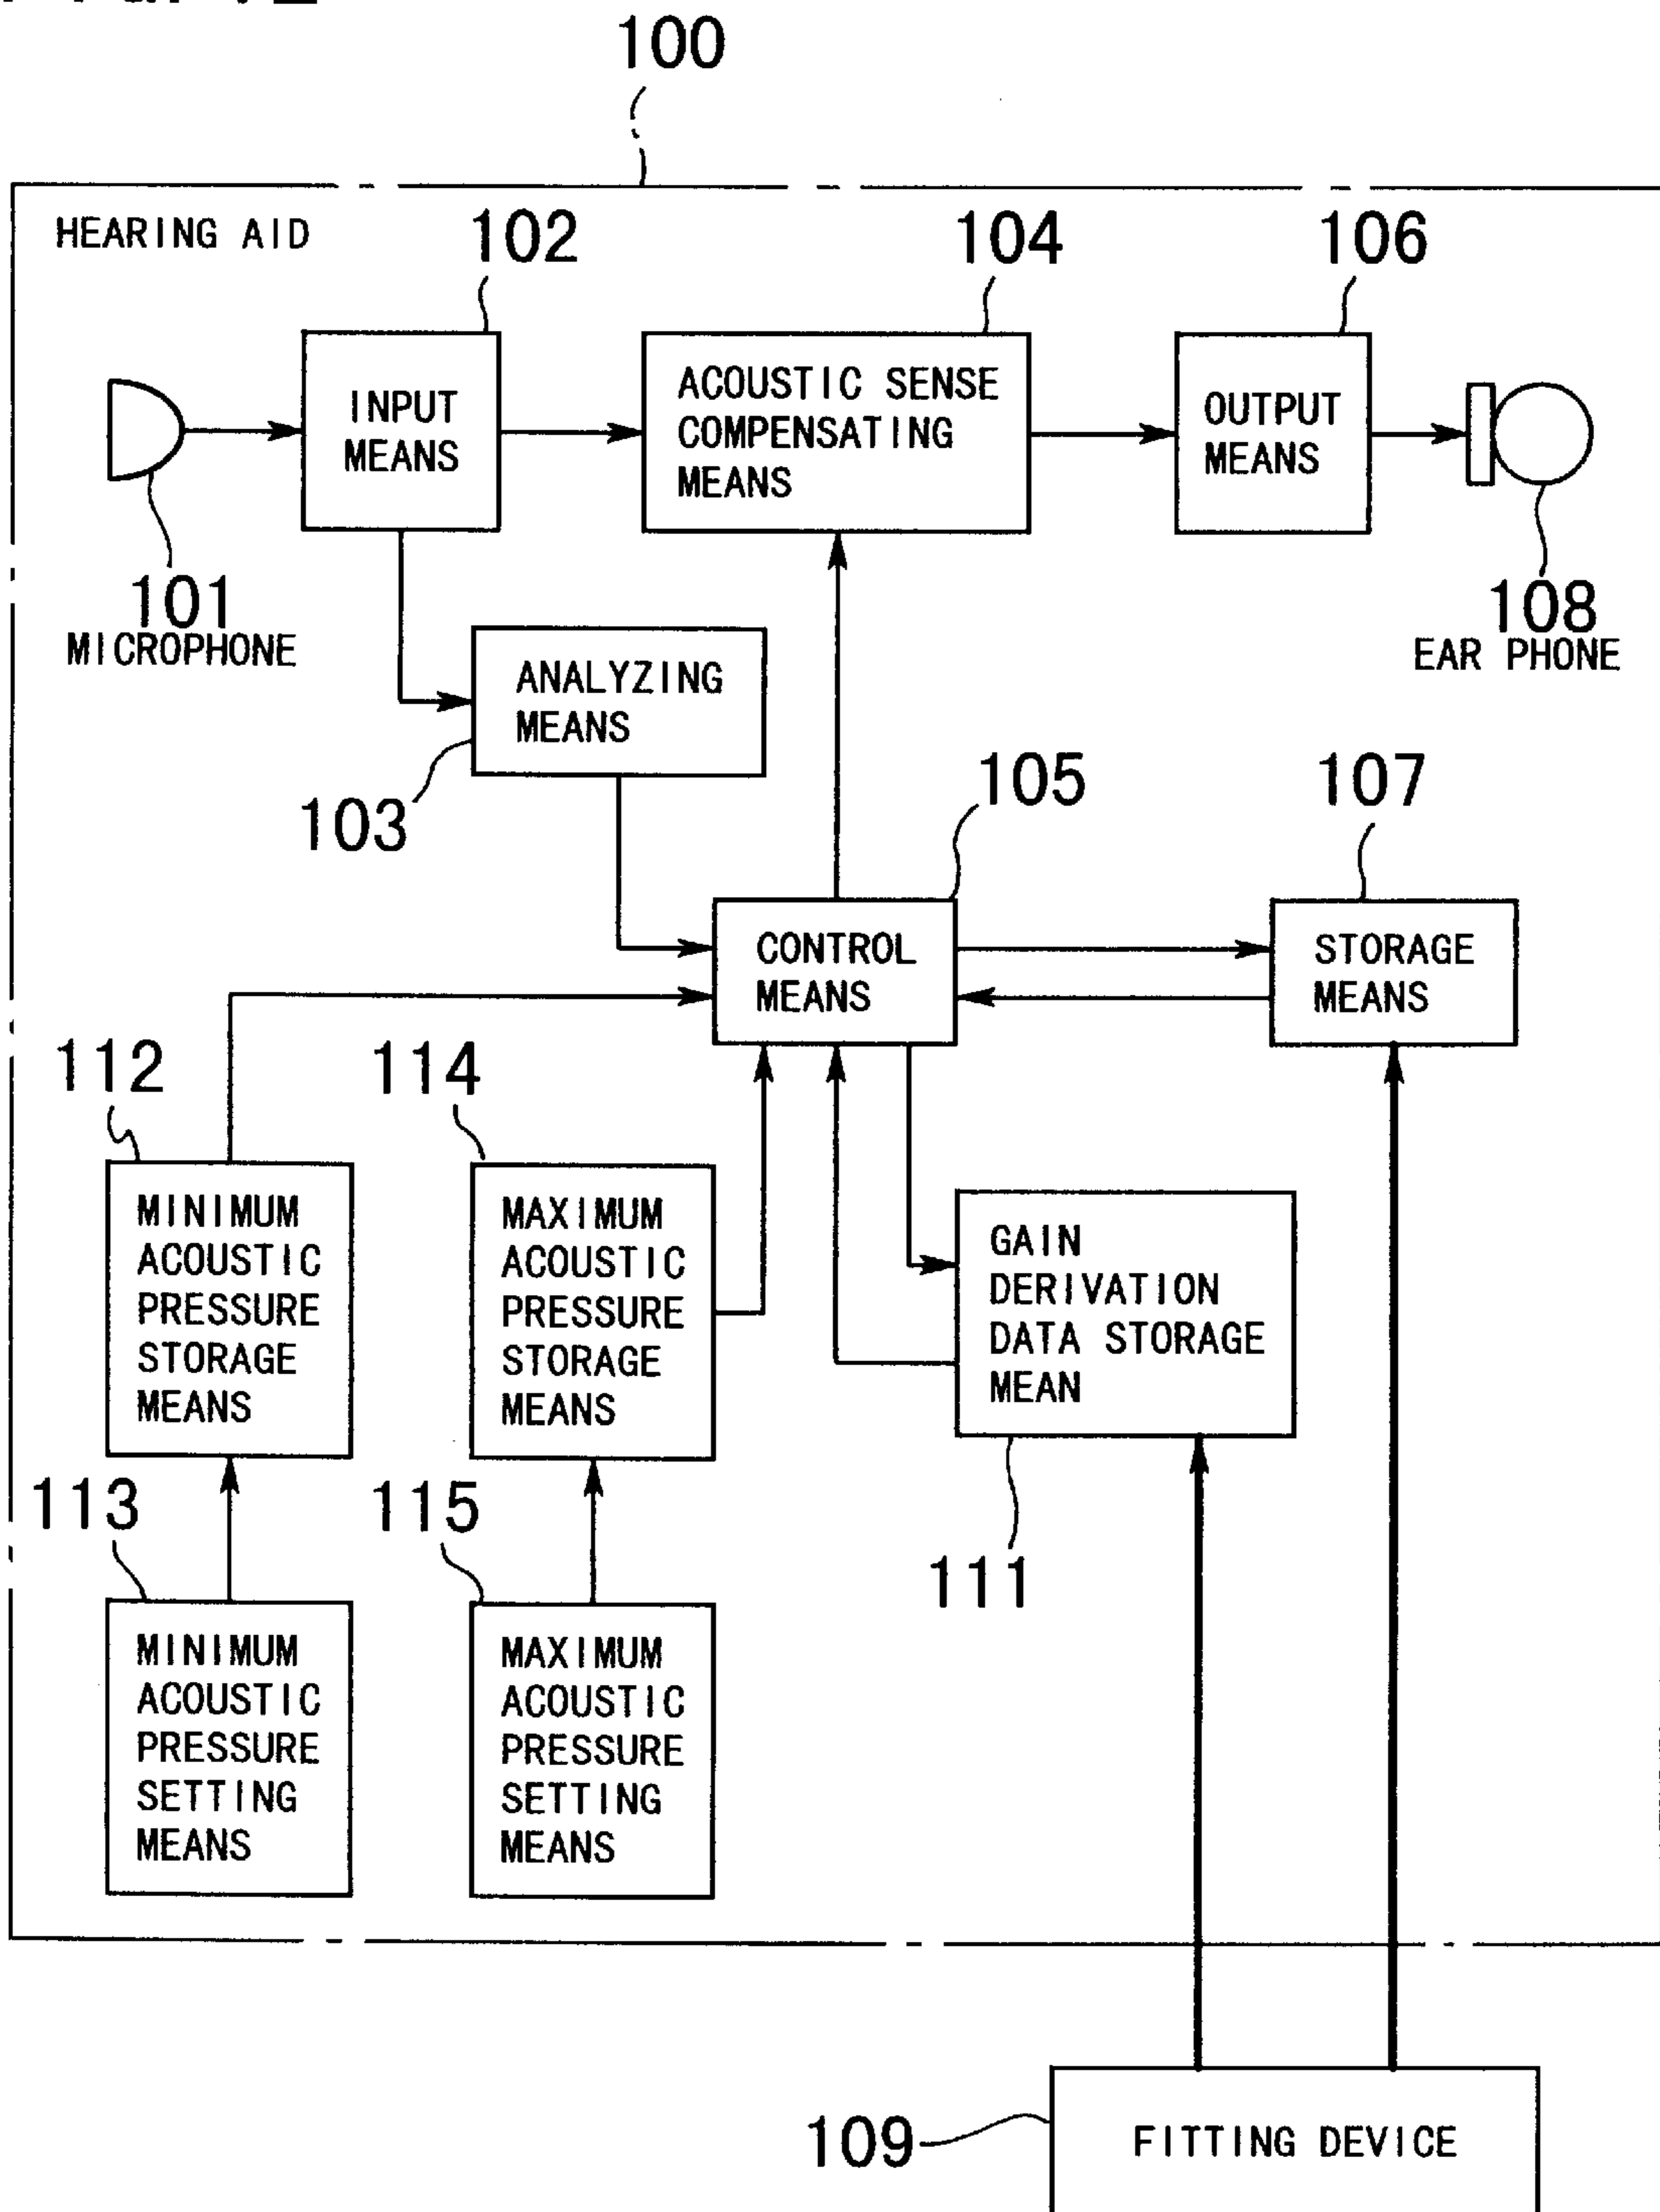 100
HEARING AID
102
104
106
INPUT
MEANS
ACOUSTIC SENSE
COMPENSATING
MEANS
OUTPUT
MEANS
101
MICROPHONE
108
EAR PHONE
ANALYZING
MEANS
103
105
107
CONTROL
MEANS
STORAGE
MEANS
112
114
MINIMUM
ACOUSTIC
PRESSURE
STORAGE
MEANS
MAXIMUM
ACOUSTIC
PRESSURE
STORAGE
MEANS
GAIN
DERIVATION
DATA STORAGE
MEAN
113
115
111
MINIMUM
ACOUSTIC
PRESSURE
SETTING
MEANS
MAXIMUM
ACOUSTIC
PRESSURE
SETTING
MEANS
109
FITTING DEVICE